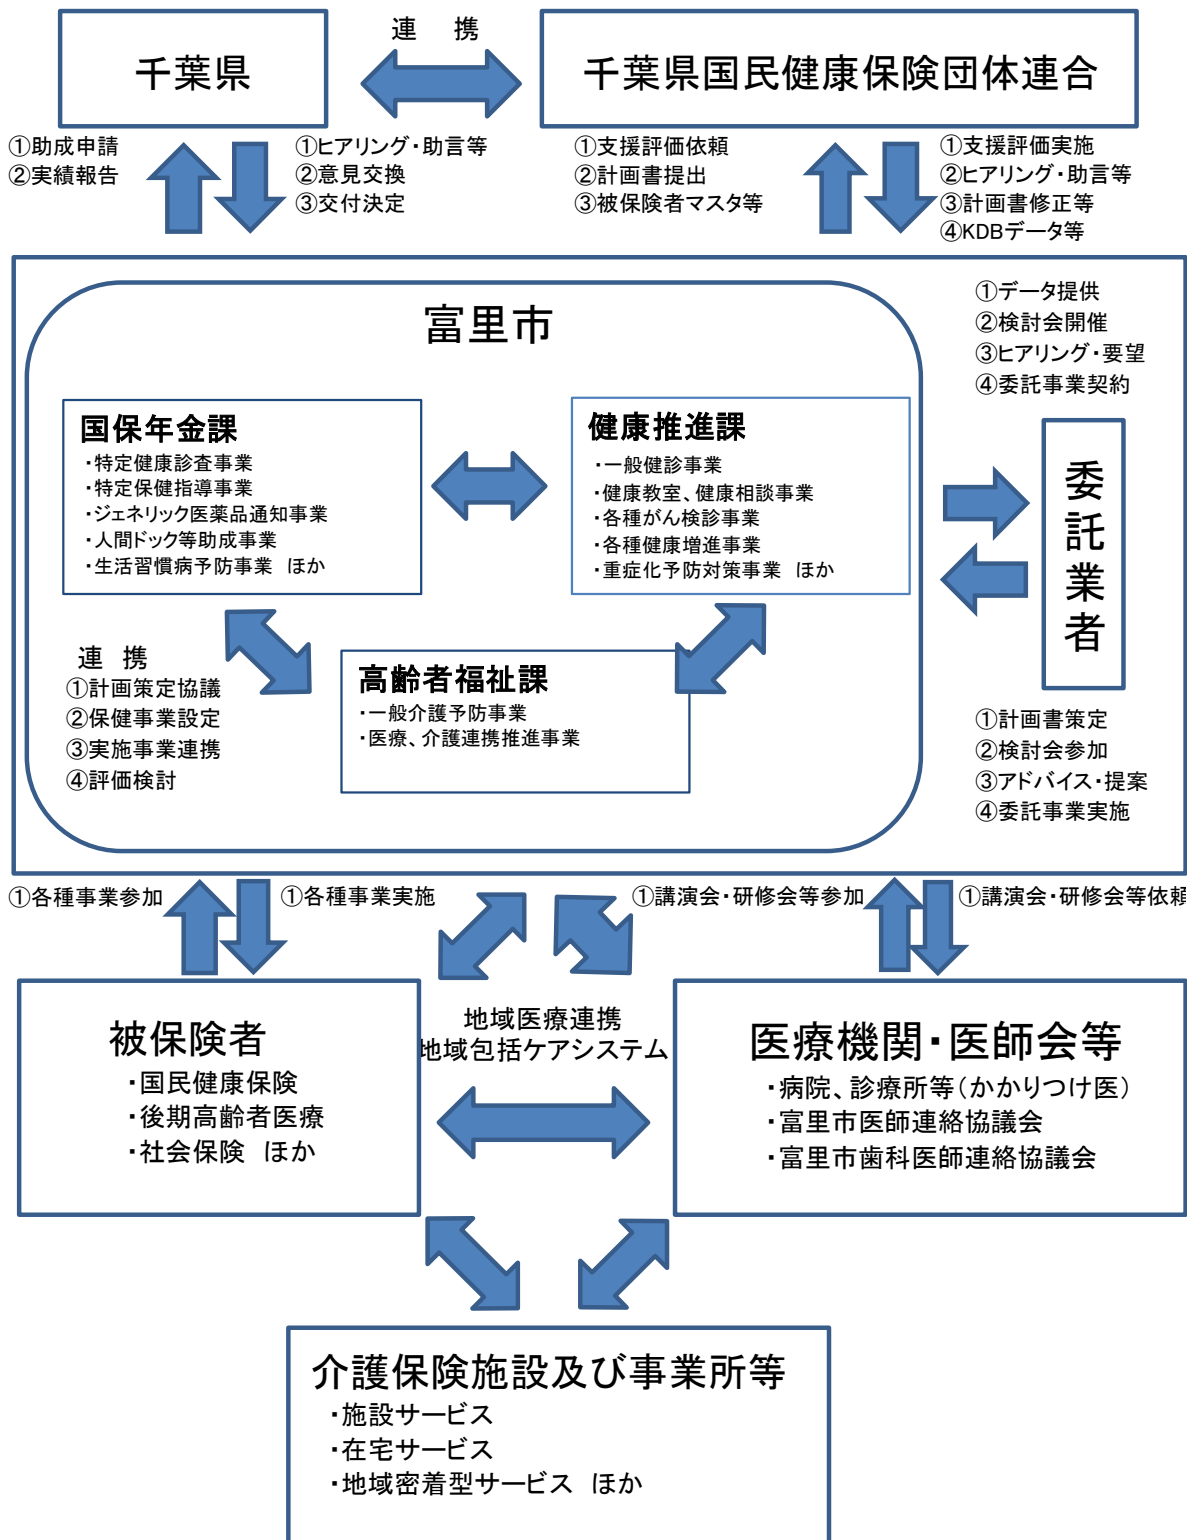 連　携
千葉県
千葉県国民健康保険団体連合
①助成申請
②実績報告
①ヒアリング・助言等
②意見交換
③交付決定
①支援評価依頼
②計画書提出
③被保険者マスタ等
①支援評価実施
②ヒアリング・助言等
③計画書修正等
④KDBデータ等
富里市
国保年金課
・特定健康診査事業
・特定保健指導事業
・ジェネリック医薬品通知事業
・人間ドック等助成事業
・生活習慣病予防事業　ほか
健康推進課
・一般健診事業
・健康教室、健康相談事業
・各種がん検診事業
・各種健康増進事業
・重症化予防対策事業　ほか
連　携
①計画策定協議
②保健事業設定
③実施事業連携
④評価検討
高齢者福祉課
・一般介護予防事業
・医療、介護連携推進事業
①データ提供
②検討会開催
③ヒアリング・要望
④委託事業契約
委託業者
①計画書策定
②検討会参加
③アドバイス・提案
④委託事業実施
①各種事業参加
①各種事業実施
①講演会・研修会等参加
①講演会・研修会等依頼
被保険者
・国民健康保険
・後期高齢者医療
・社会保険　ほか
地域医療連携
地域包括ケアシステム
医療機関・医師会等
・病院、診療所等（かかりつけ医）
・富里市医師連絡協議会
・富里市歯科医師連絡協議会
介護保険施設及び事業所等
・施設サービス
・在宅サービス
・地域密着型サービス　ほか